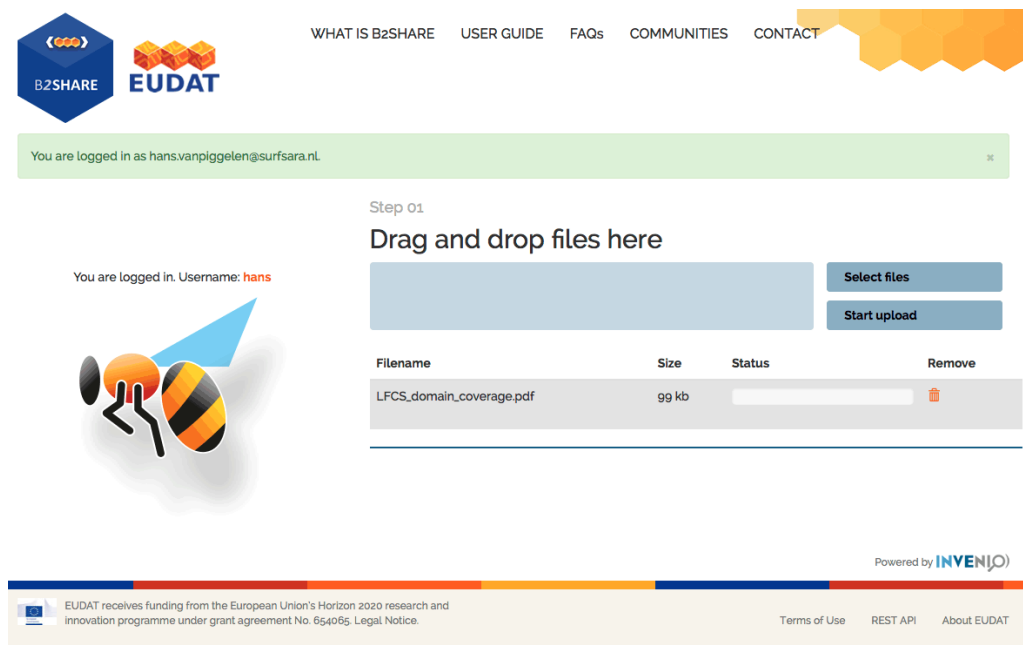 B2SHARE
EUDAT
WHAT IS B2SHARE USER GUIDE FAQs COMMUNITIES CONTACT
You are logged in as hans.vanpiggelen@surfsara.nl. ×
You are logged in. Username: hans
Step 01
Drag and drop files here
Select files
Start upload
Filename Size Status Remove
LFCS_domain_coverage.pdf 99 kb
Powered by INVENIO
EUDAT receives funding from the European Union's Horizon 2020 research and
innovation programme under grant agreement No. 654065. Legal Notice.
Terms of Use REST API About EUDAT